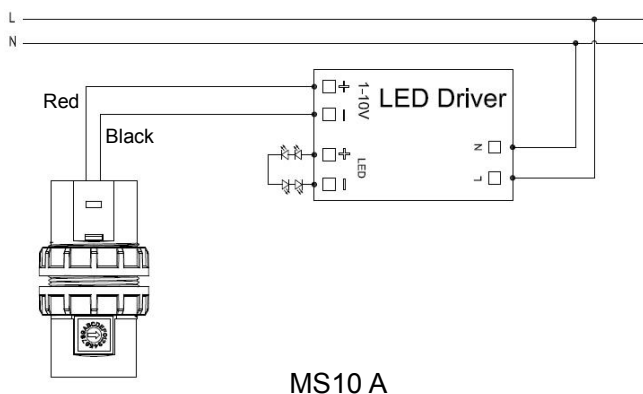 L
N
Red
Black
+
1-10V
−
LED Driver
+
LED
−
N
L
MS10 A